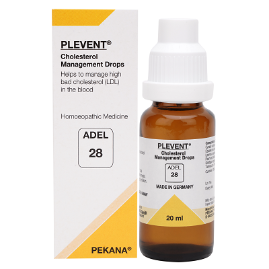 PLEVENT®
Cholesterol
Management Drops
Helps to manage high
bad cholesterol (LDL)
in the blood
Homoeopathic Medicine
ADEL
28
PEKANA®
PLEVENT®
Cholesterol
Management Drops
ADEL
28
MADE IN GERMANY
20 ml